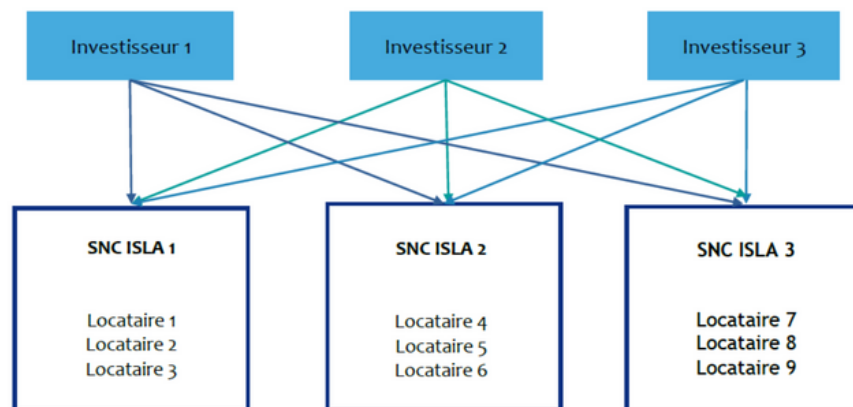 Investisseur 1
Investisseur 2
Investisseur 3
SNC ISLA 1
Locataire 1
Locataire 2
Locataire 3
SNC ISLA 2
Locataire 4
Locataire 5
Locataire 6
SNC ISLA 3
Locataire 7
Locataire 8
Locataire 9